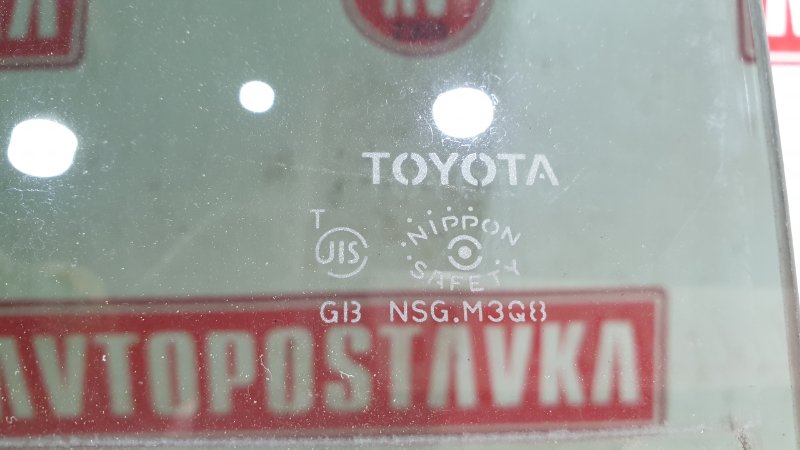 TOYOTA
T
JIS
NIPPON
SAFETY
GB NSG.M3Q8
AVTOPOSTAVKA